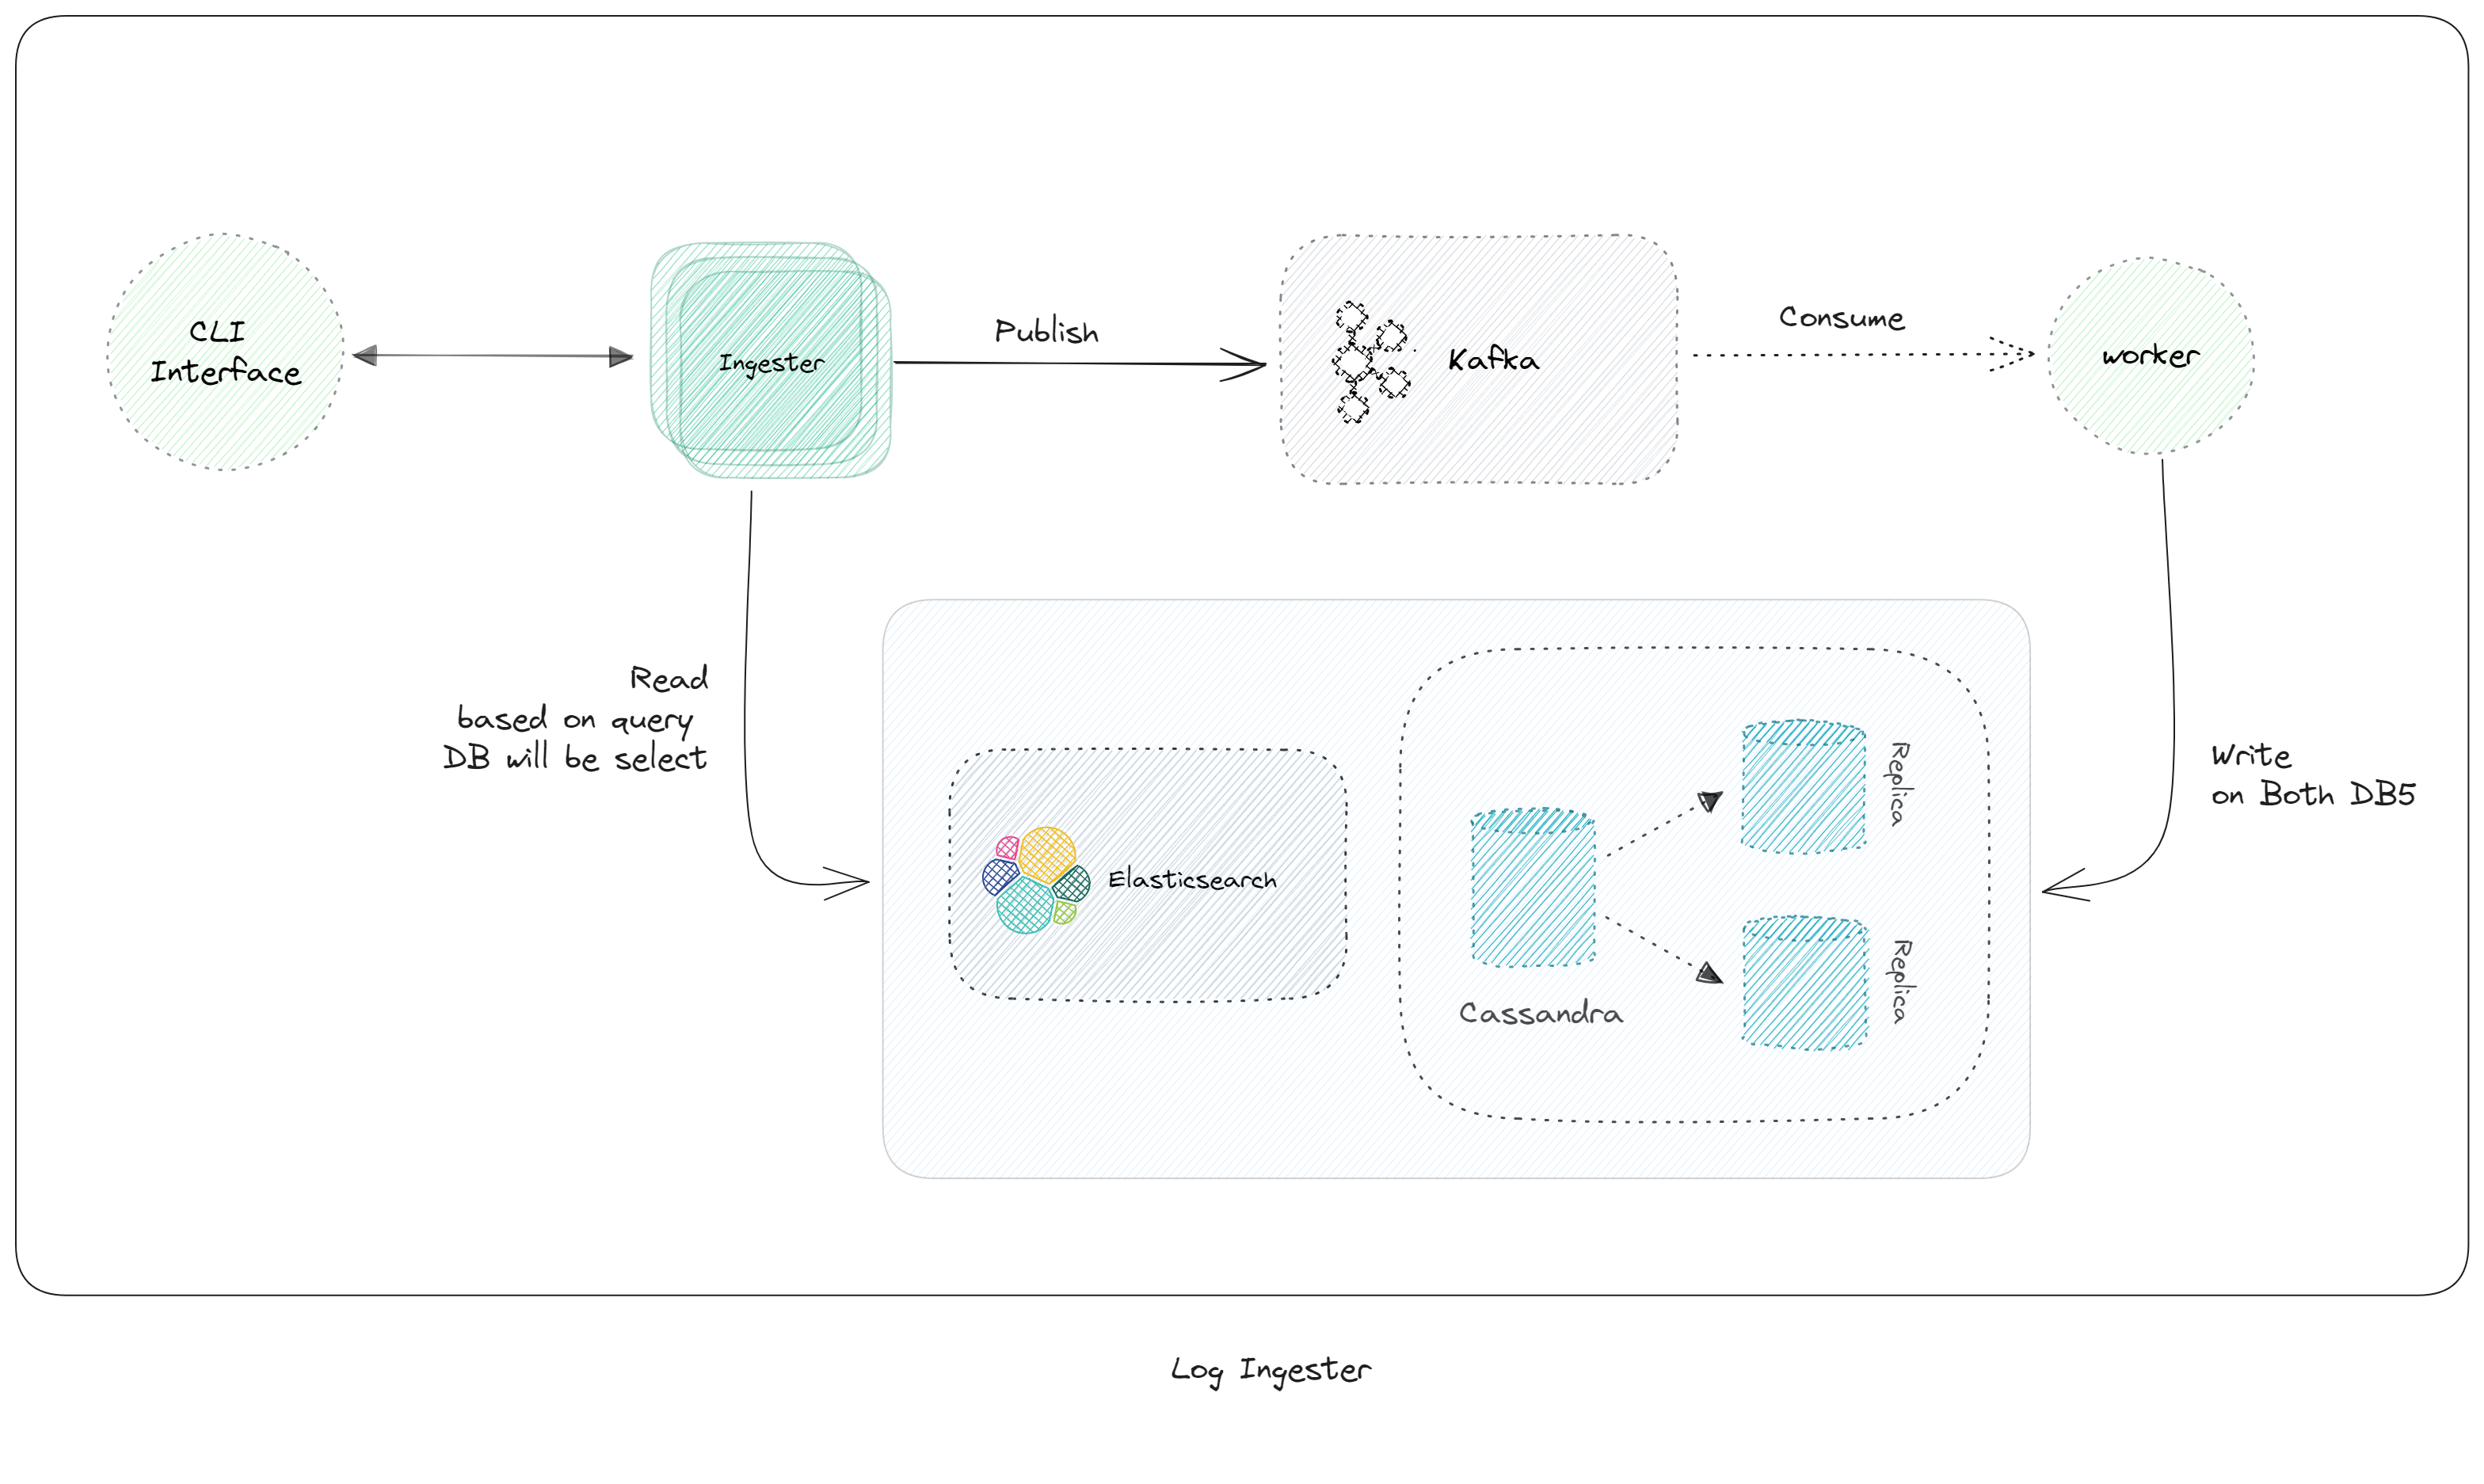 CLI
Interface
Ingester
Publish
Kafka
Consume
worker
Read
based on query
DB will be select
Write
on Both DB5
Elasticsearch
Cassandra
Replica
Replica
Log Ingester